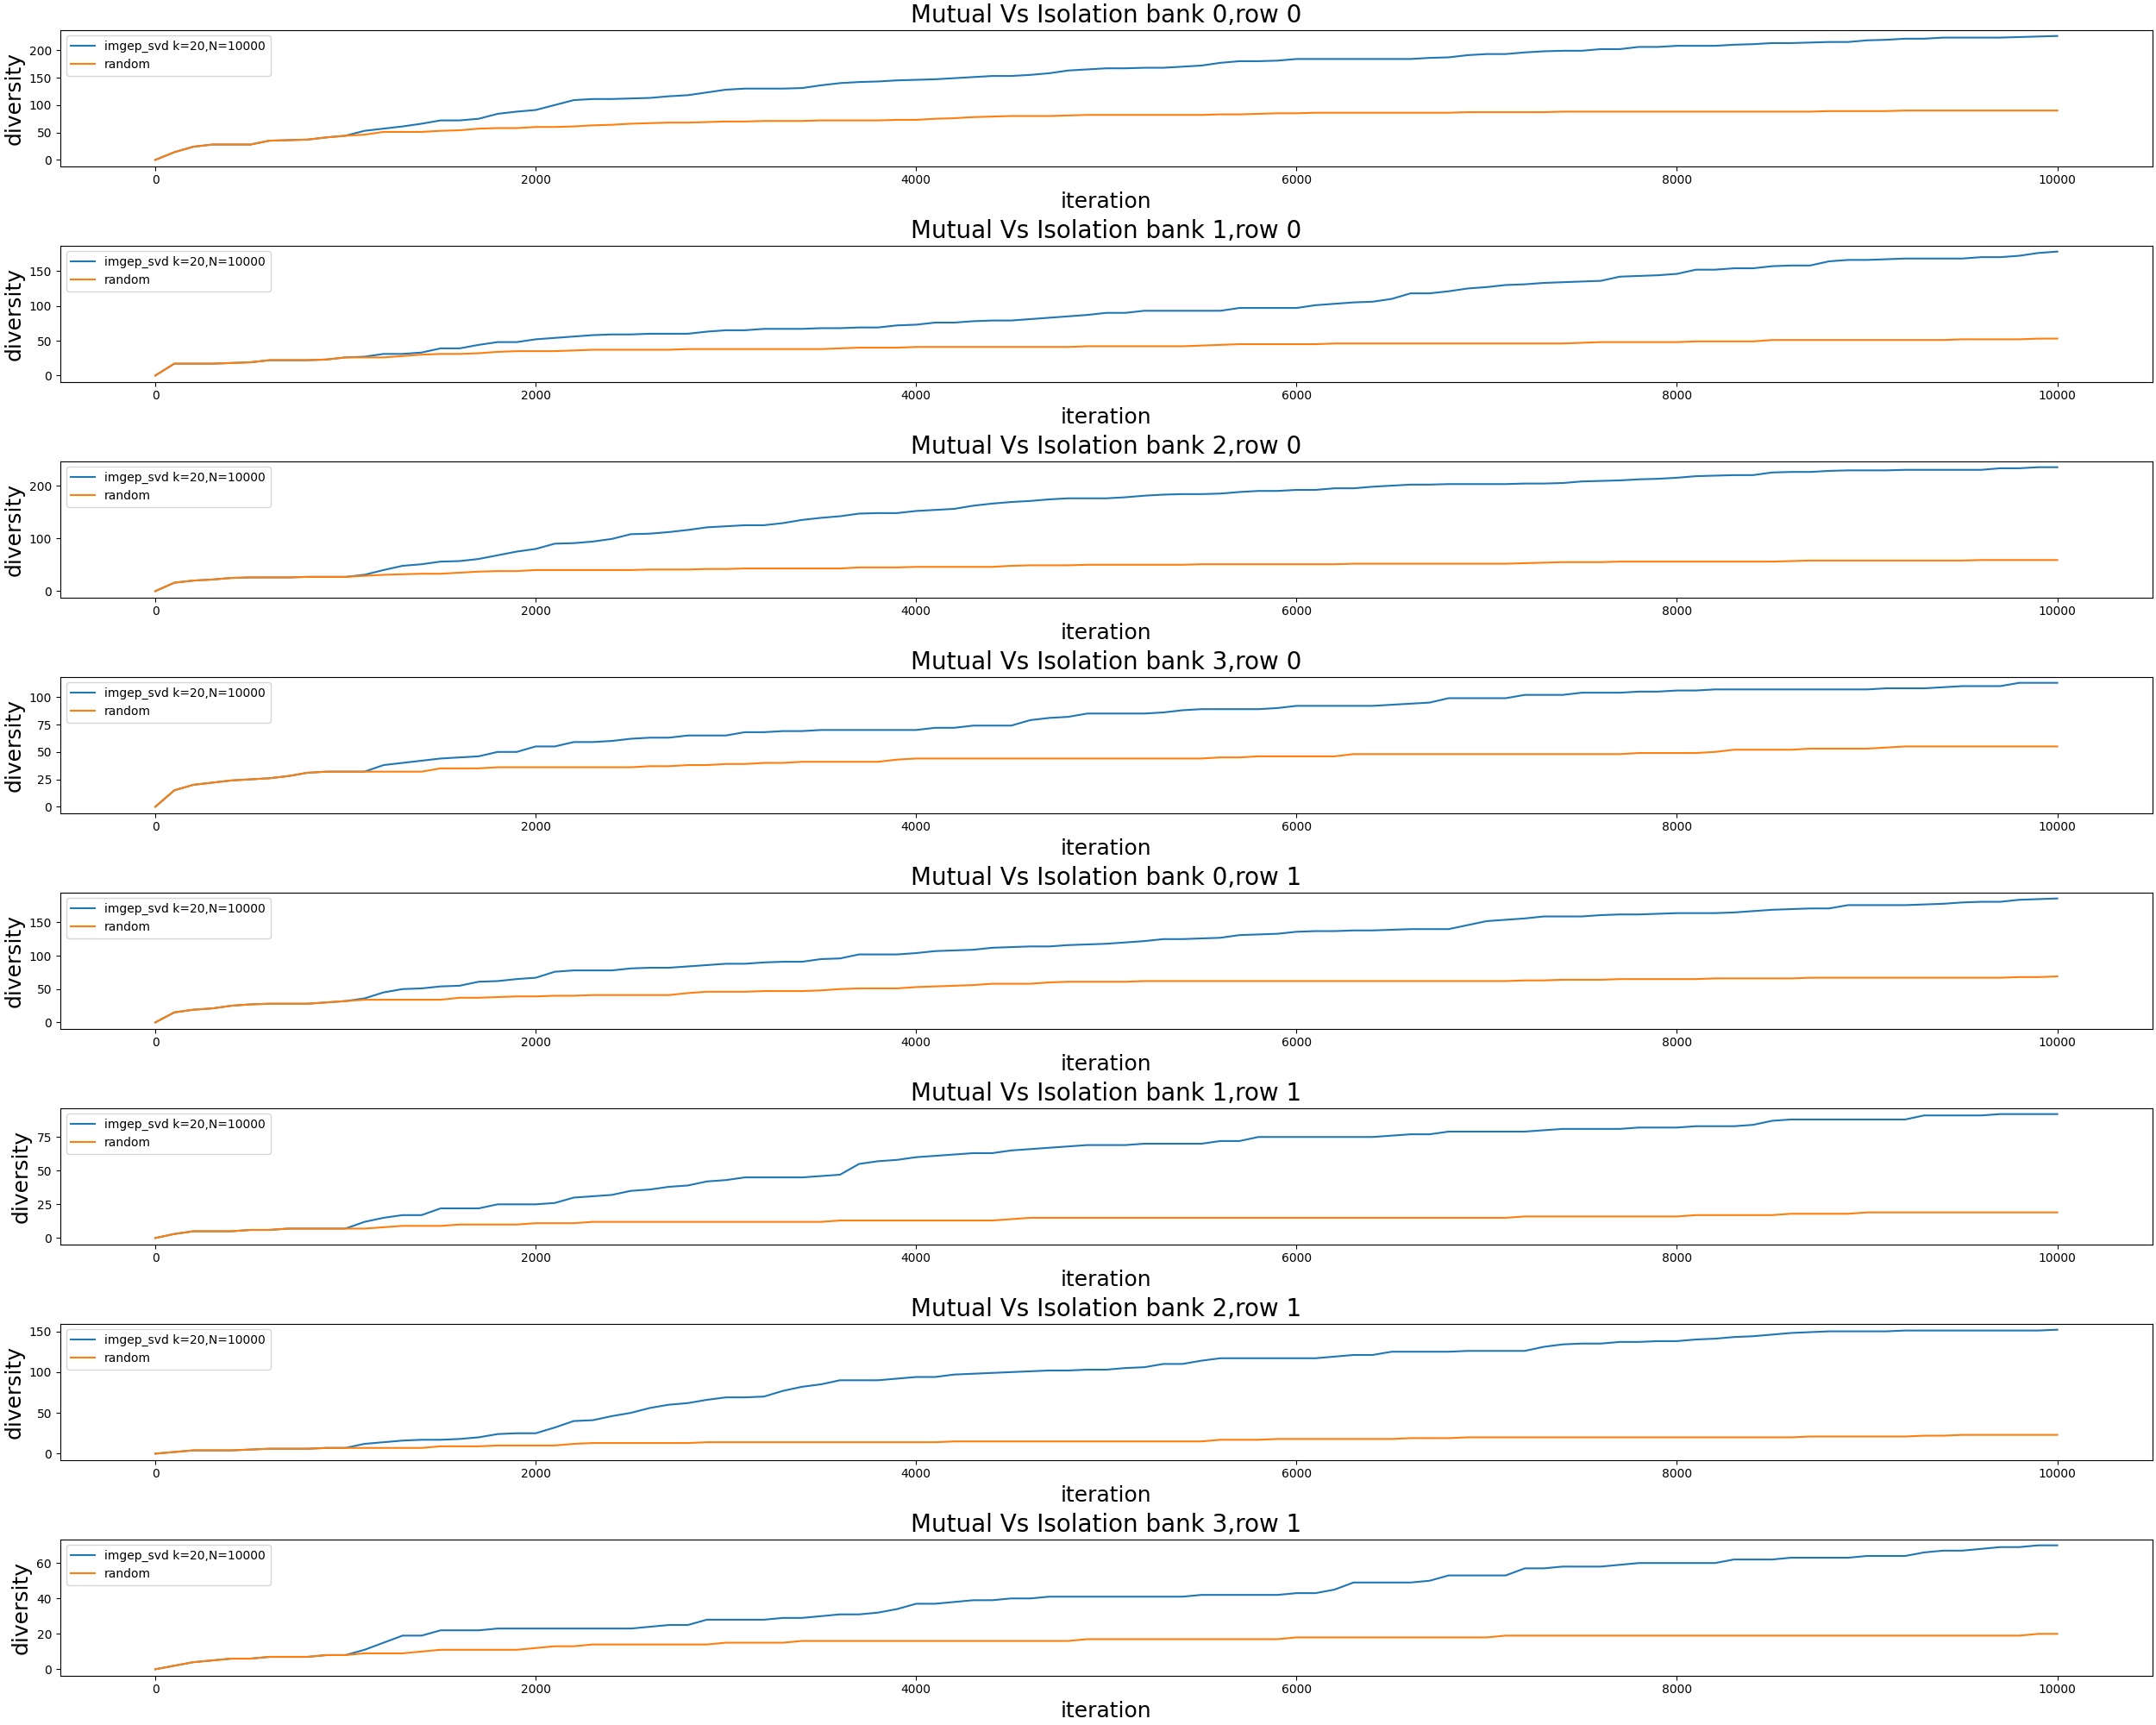 Mutual Vs Isolation bank 0,row 0
imgep_svd k=20,N=10000
random
diversity
200
150
100
50
0
0 2000 4000 6000 8000 10000
iteration
Mutual Vs Isolation bank 1,row 0
imgep_svd k=20,N=10000
random
diversity
150
100
50
0
0 2000 4000 6000 8000 10000
iteration
Mutual Vs Isolation bank 2,row 0
imgep_svd k=20,N=10000
random
diversity
200
100
0
0 2000 4000 6000 8000 10000
iteration
Mutual Vs Isolation bank 3,row 0
imgep_svd k=20,N=10000
random
diversity
100
75
50
25
0
0 2000 4000 6000 8000 10000
iteration
Mutual Vs Isolation bank 0,row 1
imgep_svd k=20,N=10000
random
diversity
150
100
50
0
0 2000 4000 6000 8000 10000
iteration
Mutual Vs Isolation bank 1,row 1
imgep_svd k=20,N=10000
random
diversity
75
50
25
0
0 2000 4000 6000 8000 10000
iteration
Mutual Vs Isolation bank 2,row 1
imgep_svd k=20,N=10000
random
diversity
150
100
50
0
0 2000 4000 6000 8000 10000
iteration
Mutual Vs Isolation bank 3,row 1
imgep_svd k=20,N=10000
random
diversity
60
40
20
0
0 2000 4000 6000 8000 10000
iteration